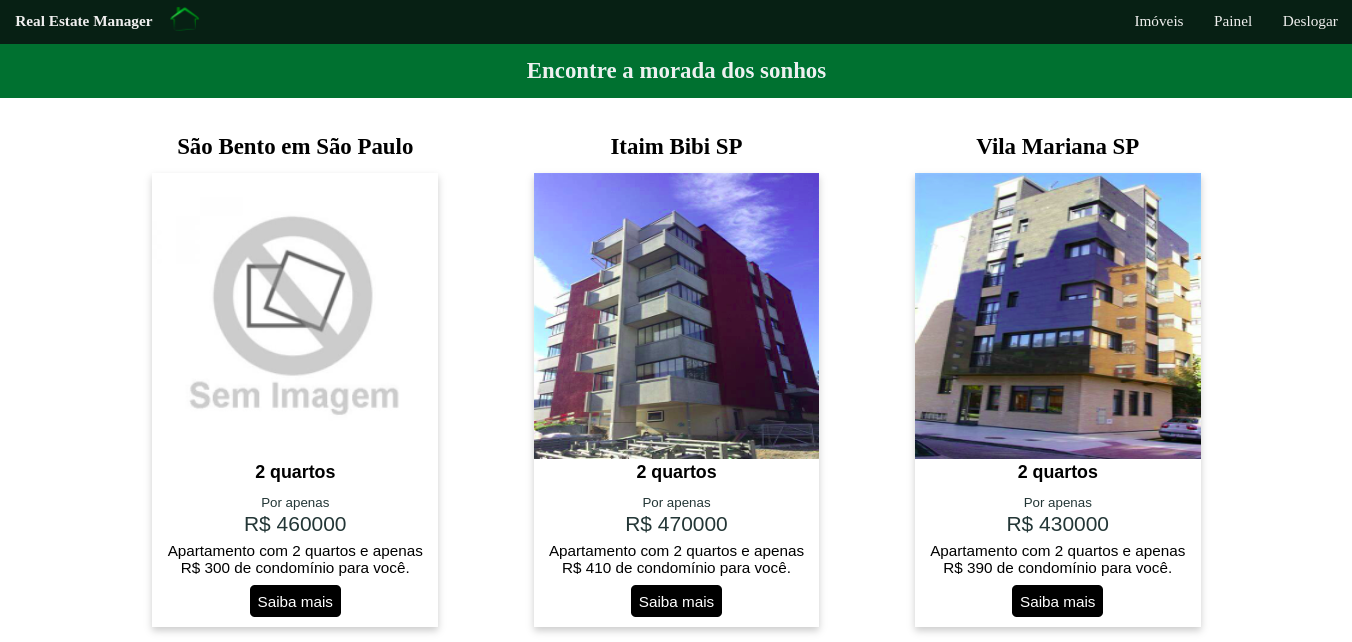 Real Estate Manager
Imóveis
Painel
Deslogar
Encontre a morada dos sonhos
São Bento em São Paulo
Sem Imagem
2 quartos
Por apenas
R$ 460000
Apartamento com 2 quartos e apenas
R$ 300 de condomínio para você.
Saiba mais
Itaim Bibi SP
2 quartos
Por apenas
R$ 470000
Apartamento com 2 quartos e apenas
R$ 410 de condomínio para você.
Saiba mais
Vila Mariana SP
2 quartos
Por apenas
R$ 430000
Apartamento com 2 quartos e apenas
R$ 390 de condomínio para você.
Saiba mais